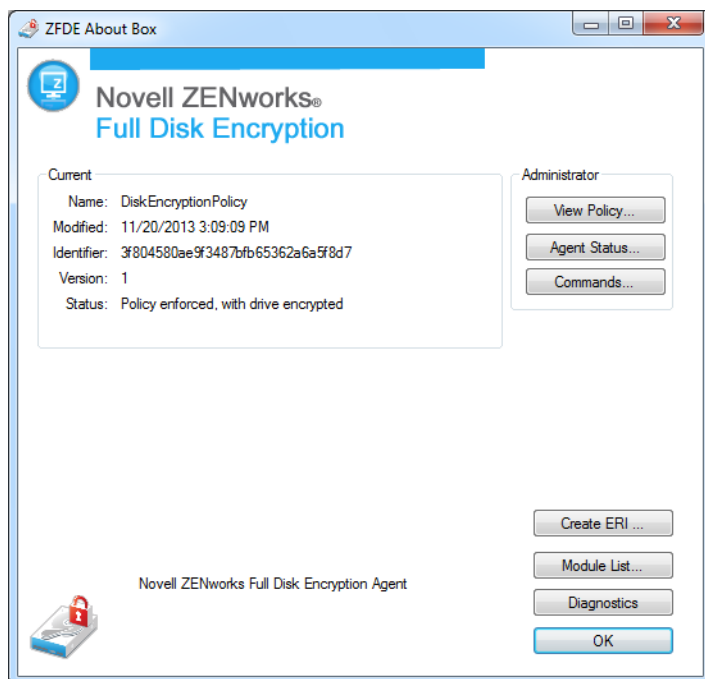 ZFDE About Box
Z
Novell ZENworks®
Full Disk Encryption
Current
Name: DiskEncryptionPolicy
Modified: 11/20/2013 3:09:09 PM
Identifier: 3f804580ae9f3487bfb65362a6a5f8d7
Version: 1
Status: Policy enforced, with drive encrypted
Administrator
View Policy...
Agent Status...
Commands...
Create ERI ...
Module List...
Novell ZENworks Full Disk Encryption Agent
Diagnostics
OK